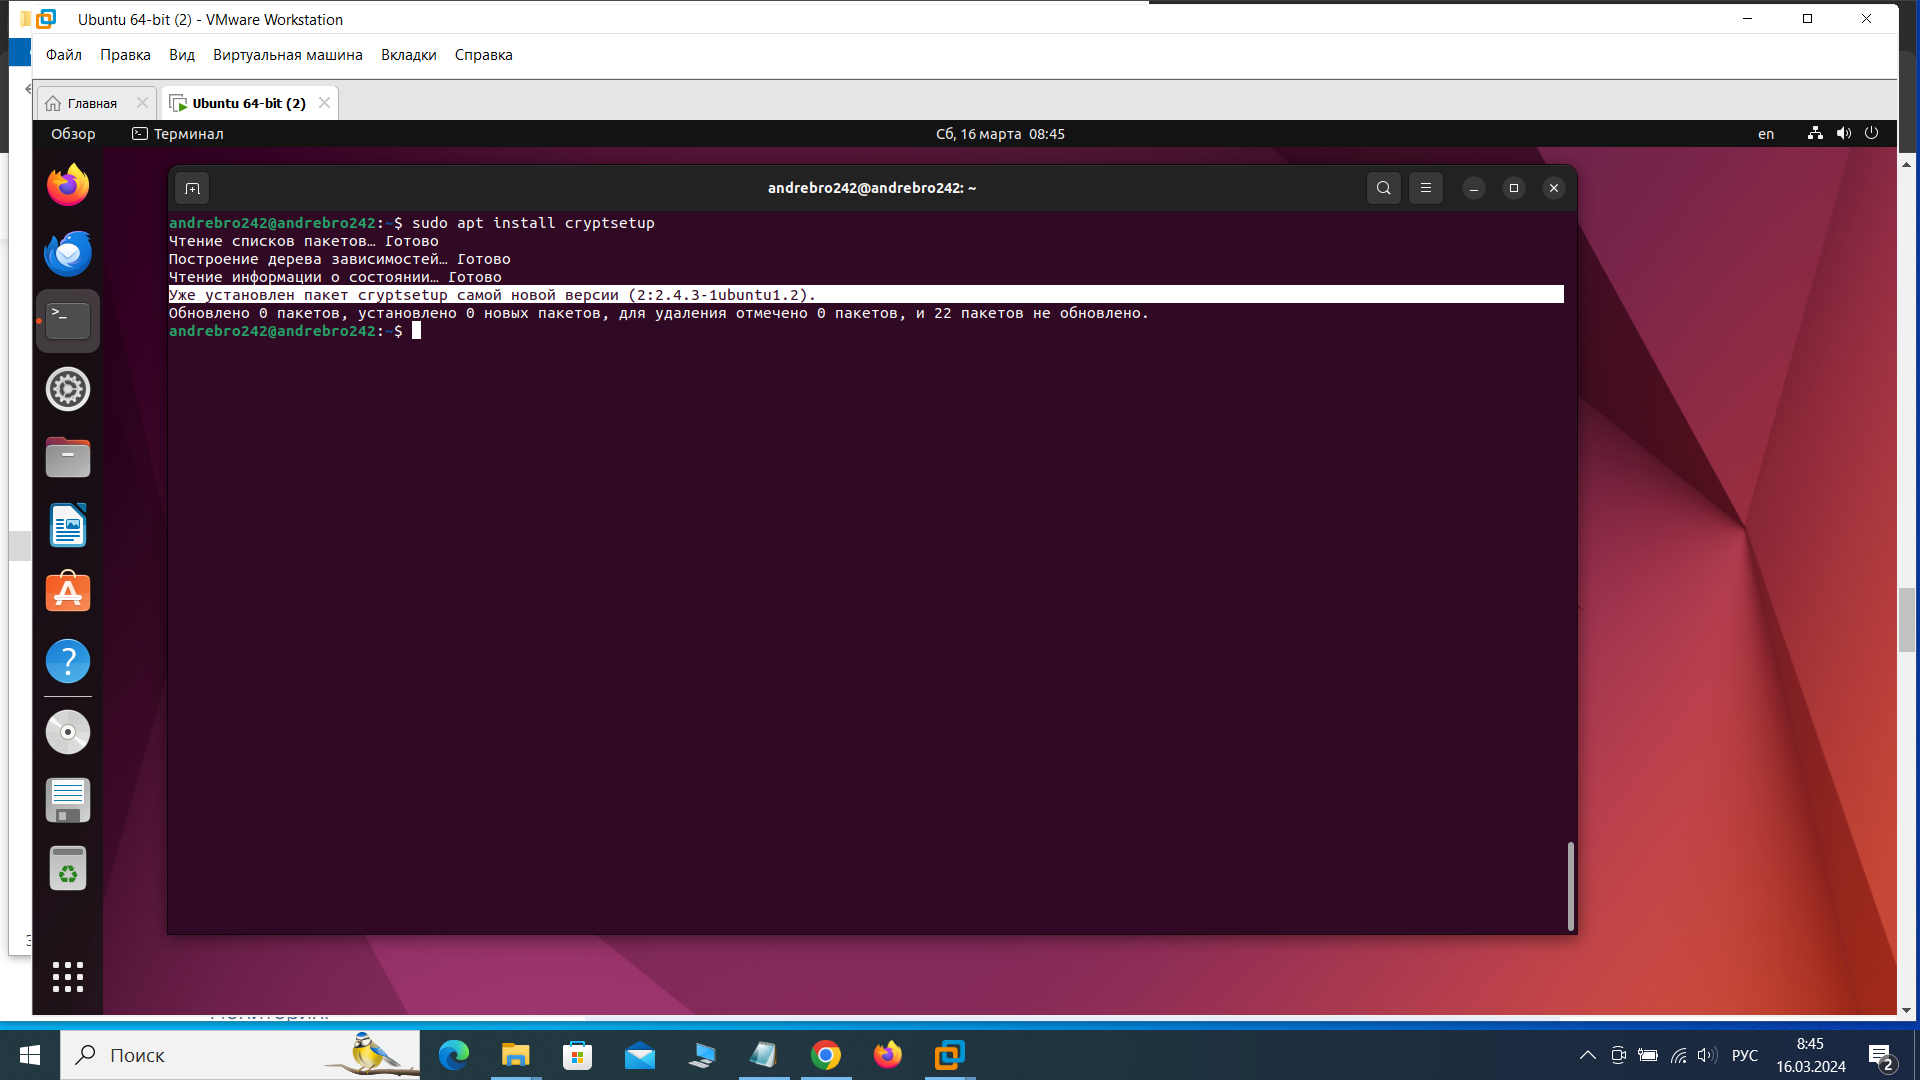 Ubuntu 64-bit (2) - VMware Workstation
Файл Правка Вид Виртуальная машина Вкладки Справка
Главная Ubuntu 64-bit (2)
Обзор Терминал Сб, 16 марта 08:45 en
andrebro242@andrebro242: ~
andrebro242@andrebro242:~$ sudo apt install cryptsetup
Чтение списков пакетов… Готово
Построение дерева зависимостей… Готово
Чтение информации о состоянии… Готово
Уже установлен пакет cryptsetup самой новой версии (2:2.4.3-1ubuntu1.2).
Обновлено 0 пакетов, установлено 0 новых пакетов, для удаления отмечено 0 пакетов, и 22 пакетов не обновлено.
andrebro242@andrebro242:~$
Поиск
РУС
8:45
16.03.2024
2